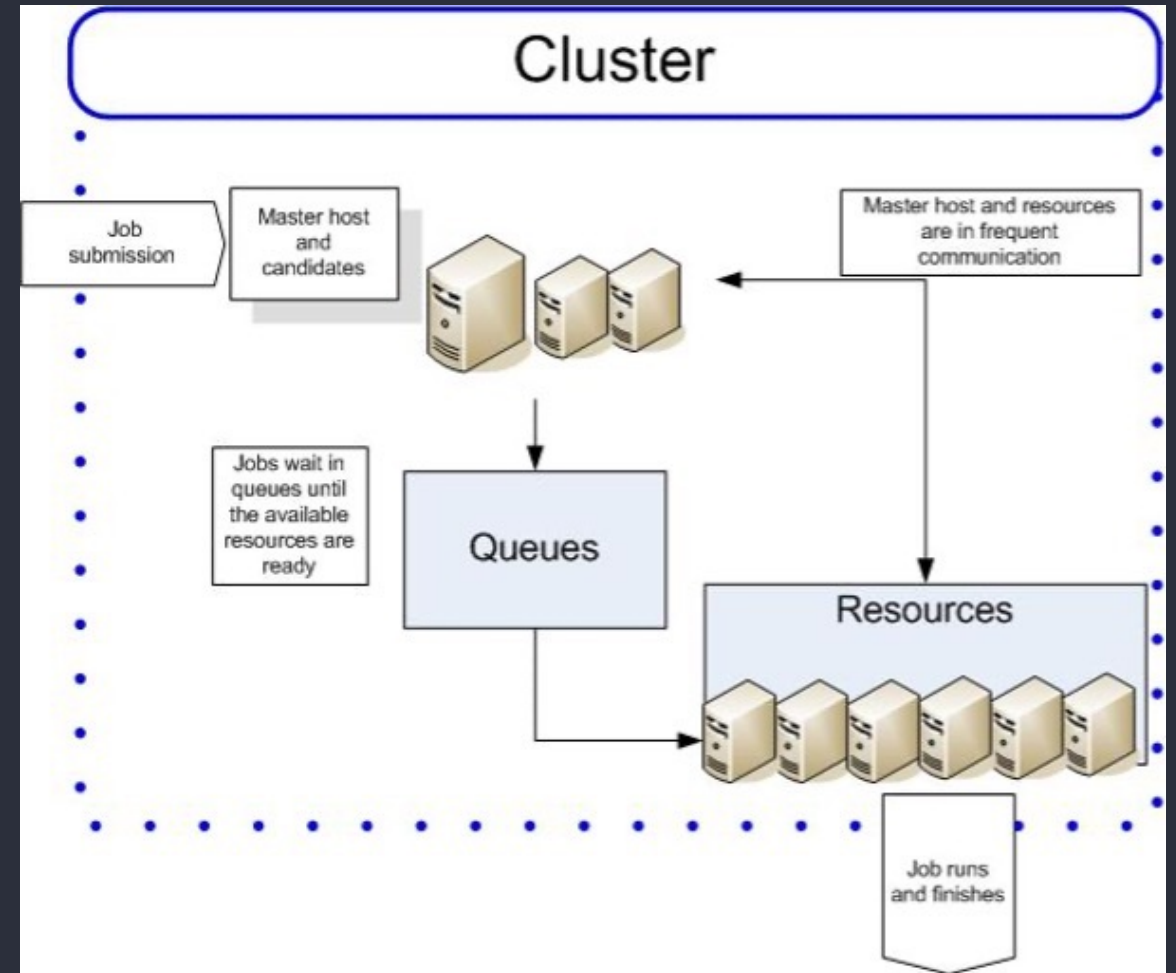 Cluster
Job
submission
Master host
and
candidates
Master host and resources
are in frequent
communication
Jobs wait in
queues until
the available
resources are
ready
Queues
Resources
Job runs
and finishes